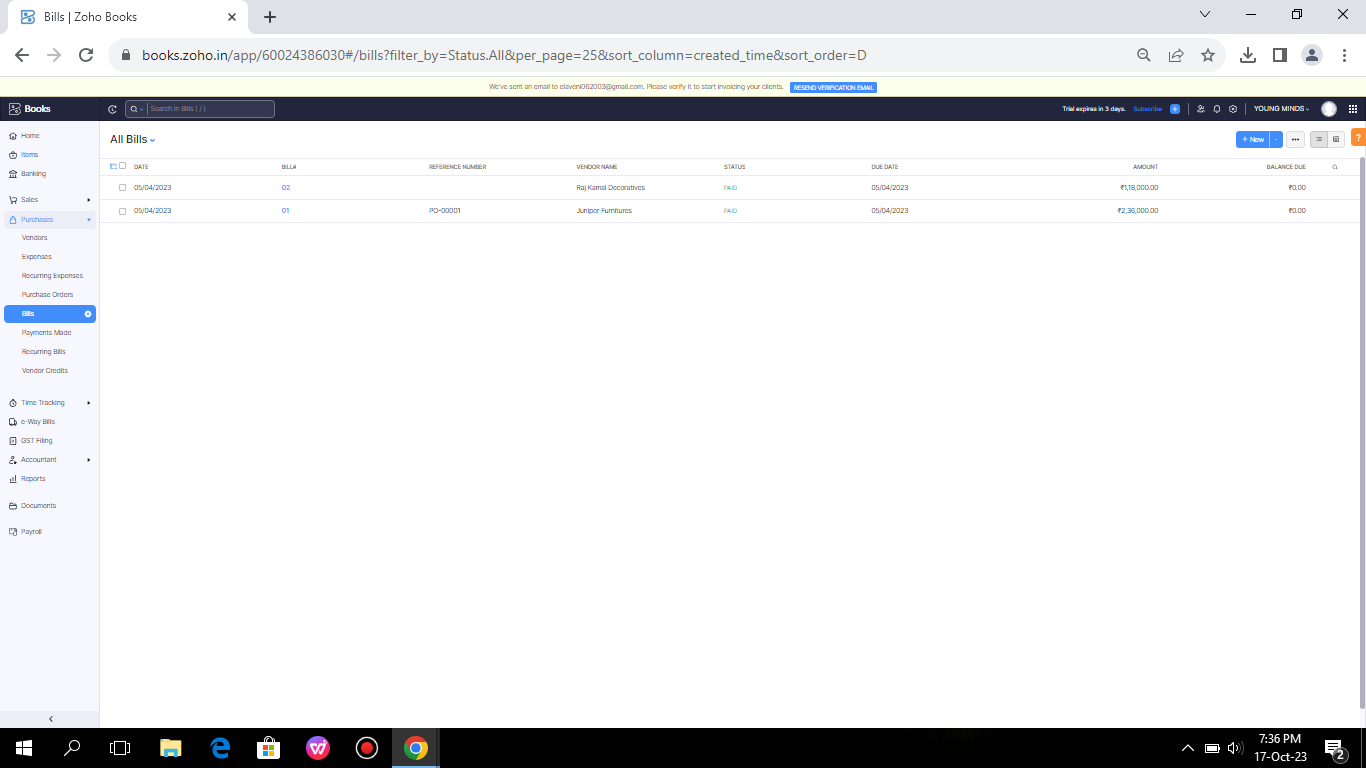 Bills | Zoho Books
books.zoho.in/app/60024386030#/bills?filter_by=Status.All&per_page=25&sort_column=created_time&sort_order=D
We've sent an email to elaveni062003@gmail.com. Please verify it to start invoicing your clients. RESEND VERIFICATION EMAIL
Books
Search in Bills ( / )
Trial expires in 3 days. Subscribe
YOUNG MINDS
Home
Items
Banking
Sales
Purchases
Vendors
Expenses
Recurring Expenses
Purchase Orders
Bills
Payments Made
Recurring Bills
Vendor Credits
Time Tracking
e-Way Bills
GST Filing
Accountant
Reports
Documents
Payroll
All Bills
+ New
?
DATE BILL# REFERENCE NUMBER VENDOR NAME STATUS DUE DATE AMOUNT BALANCE DUE
05/04/2023 02 Raj Kamal Decoratives PAID 05/04/2023 ₹1,18,000.00 ₹0.00
05/04/2023 01 PO-00001 Juniper Furnitures PAID 05/04/2023 ₹2,36,000.00 ₹0.00
7:36 PM
17-Oct-23
2